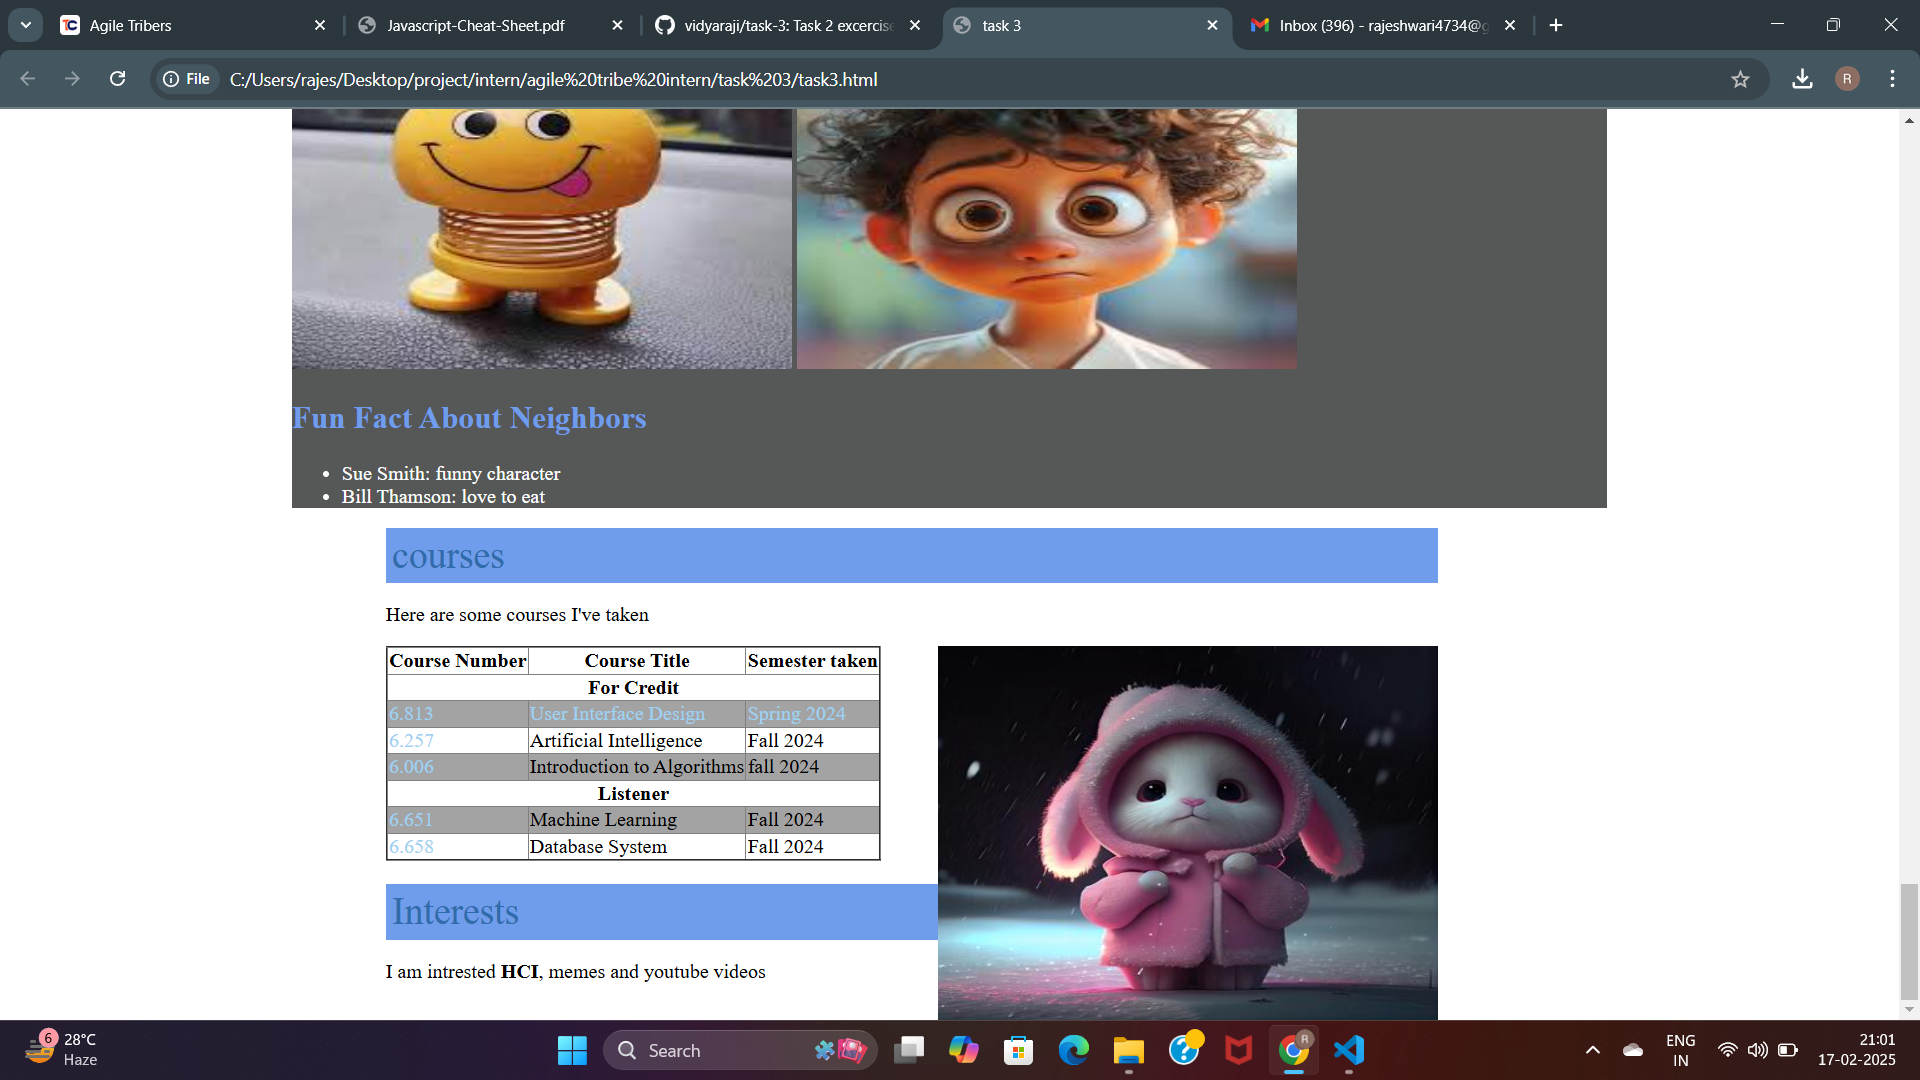 Agile Tribers
Javascript-Cheat-Sheet.pdf
vidyaraji/task-3: Task 2 excercise
task 3
Inbox (396) - rajeshwari4734@g
File
C:/Users/rajes/Desktop/project/intern/agile%20tribe%20intern/task%203/task3.html
R
Fun Fact About Neighbors
• Sue Smith: funny character
• Bill Thamson: love to eat
courses
Here are some courses I've taken
Course Number Course Title Semester taken
For Credit
6.813 User Interface Design Spring 2024
6.257 Artificial Intelligence Fall 2024
6.006 Introduction to Algorithms fall 2024
Listener
6.651 Machine Learning Fall 2024
6.658 Database System Fall 2024
Interests
I am intrested HCI, memes and youtube videos
6
28°C
Haze
Search
R
ENG
IN
21:01
17-02-2025